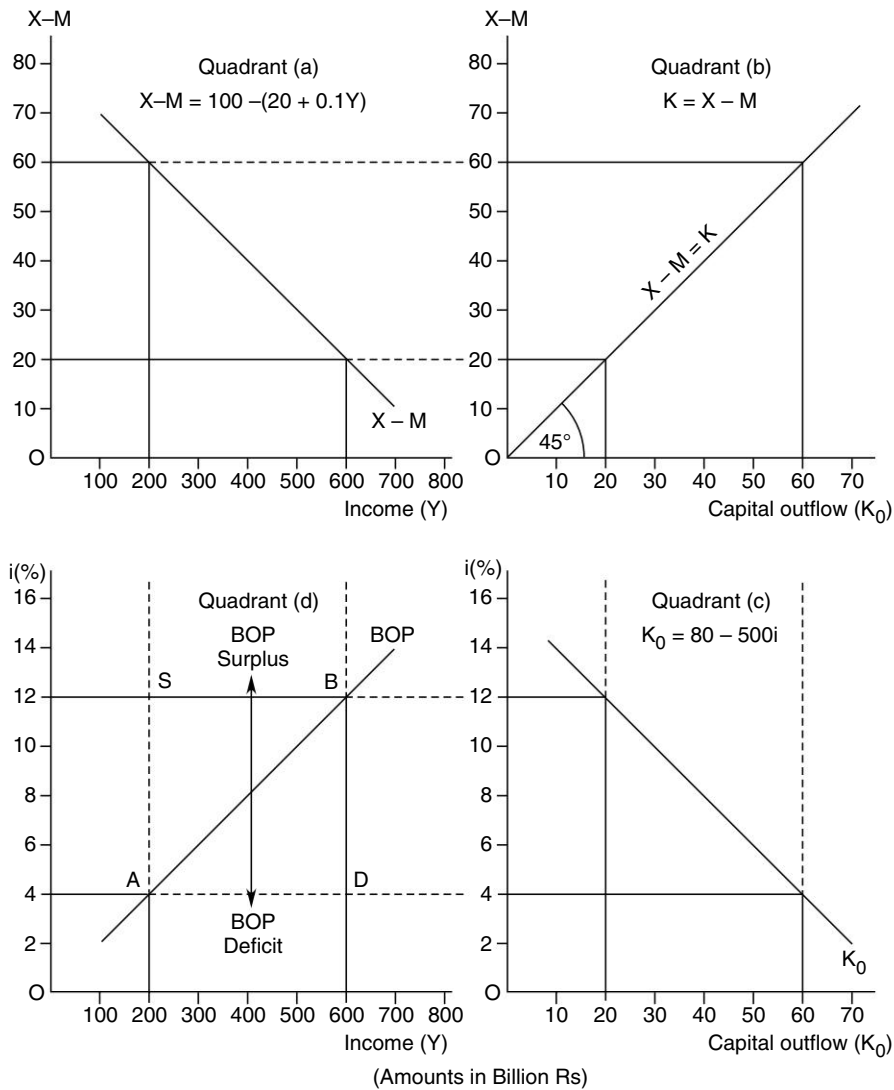 X–M
80
70
60
50
40
30
20
10
O
Quadrant (a)
X–M = 100 –(20 + 0.1Y)
X – M
100 200 300 400 500 600 700 800
Income (Y)
X–M
80
70
60
50
40
30
20
10
O
Quadrant (b)
K = X – M
X – M = K
45°
10 20 30 40 50 60 70
Capital outflow (K₀)
i(%)
16
14
12
10
8
6
4
2
O
Quadrant (d)
BOP
Surplus
BOP
S
B
A
D
BOP
Deficit
100 200 300 400 500 600 700 800
Income (Y)
i(%)
16
14
12
10
8
6
4
2
O
Quadrant (c)
K₀ = 80 – 500i
K₀
10 20 30 40 50 60 70
Capital outflow (K₀)
(Amounts in Billion Rs)